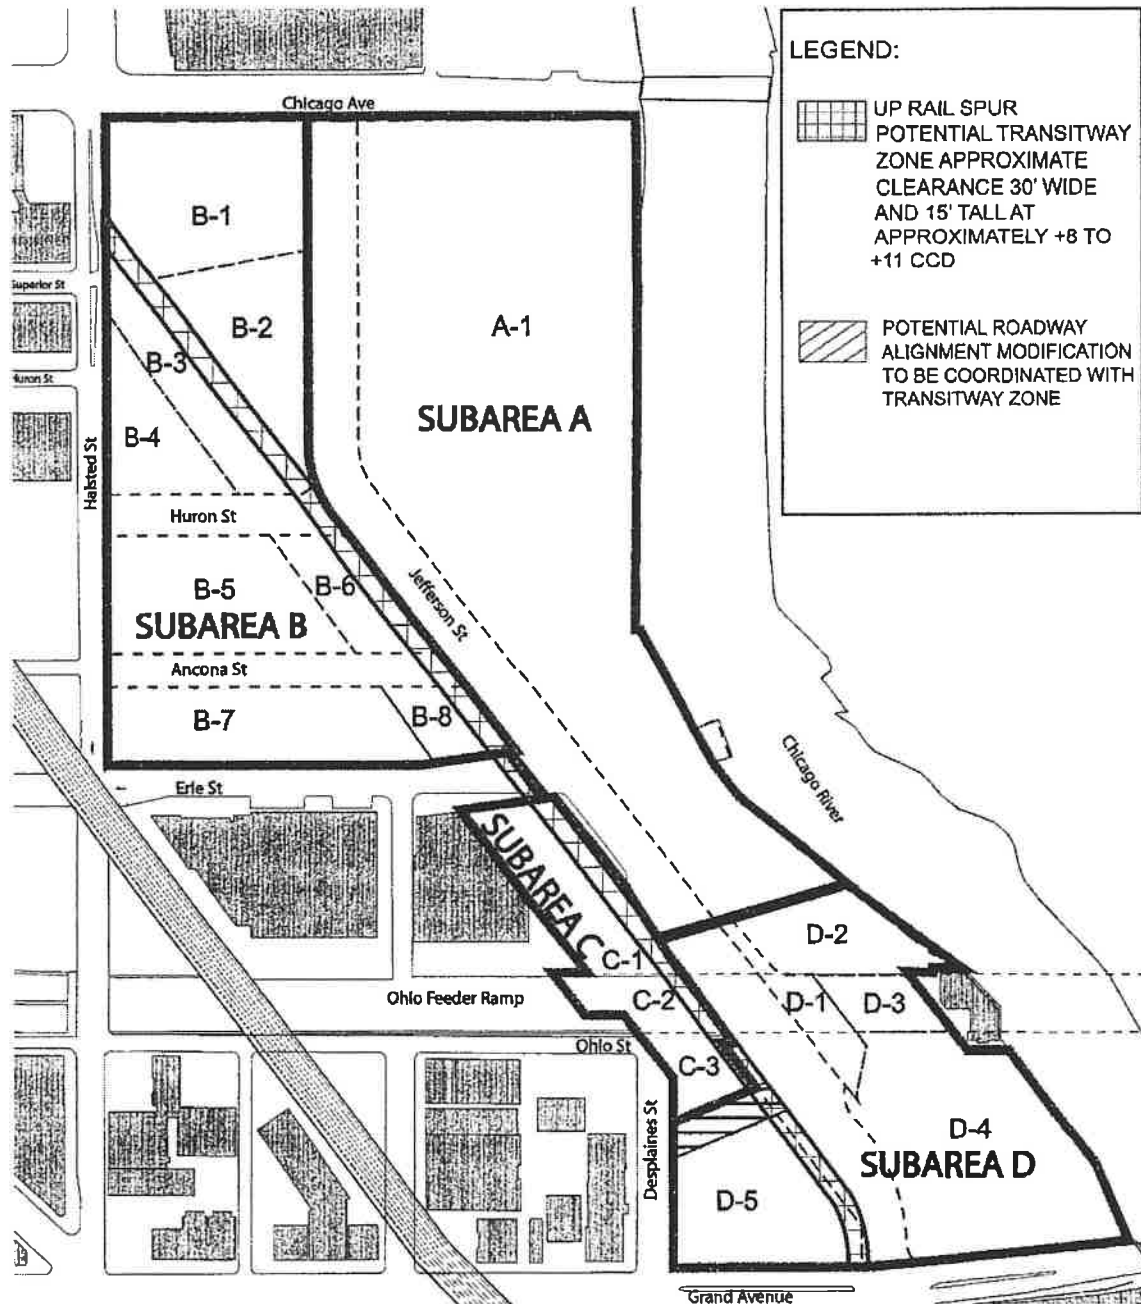 LEGEND:
UP RAIL SPUR
POTENTIAL TRANSITWAY
ZONE APPROXIMATE
CLEARANCE 30' WIDE
AND 15' TALL AT
APPROXIMATELY +8 TO
+11 CCD
POTENTIAL ROADWAY
ALIGNMENT MODIFICATION
TO BE COORDINATED WITH
TRANSITWAY ZONE
Chicago Ave
B-1
Superior St
B-2
A-1
B-3
Huron St
SUBAREA A
B-4
Halsted St
Huron St
Jefferson St
B-5
B-6
SUBAREA B
Ancona St
B-7
B-8
Chicago River
Erie St
SUBAREA C
D-2
C-1
Ohio Feeder Ramp
C-2
D-1
D-3
Ohio St
C-3
D-4
SUBAREA D
Desplaines St
D-5
Grand Avenue